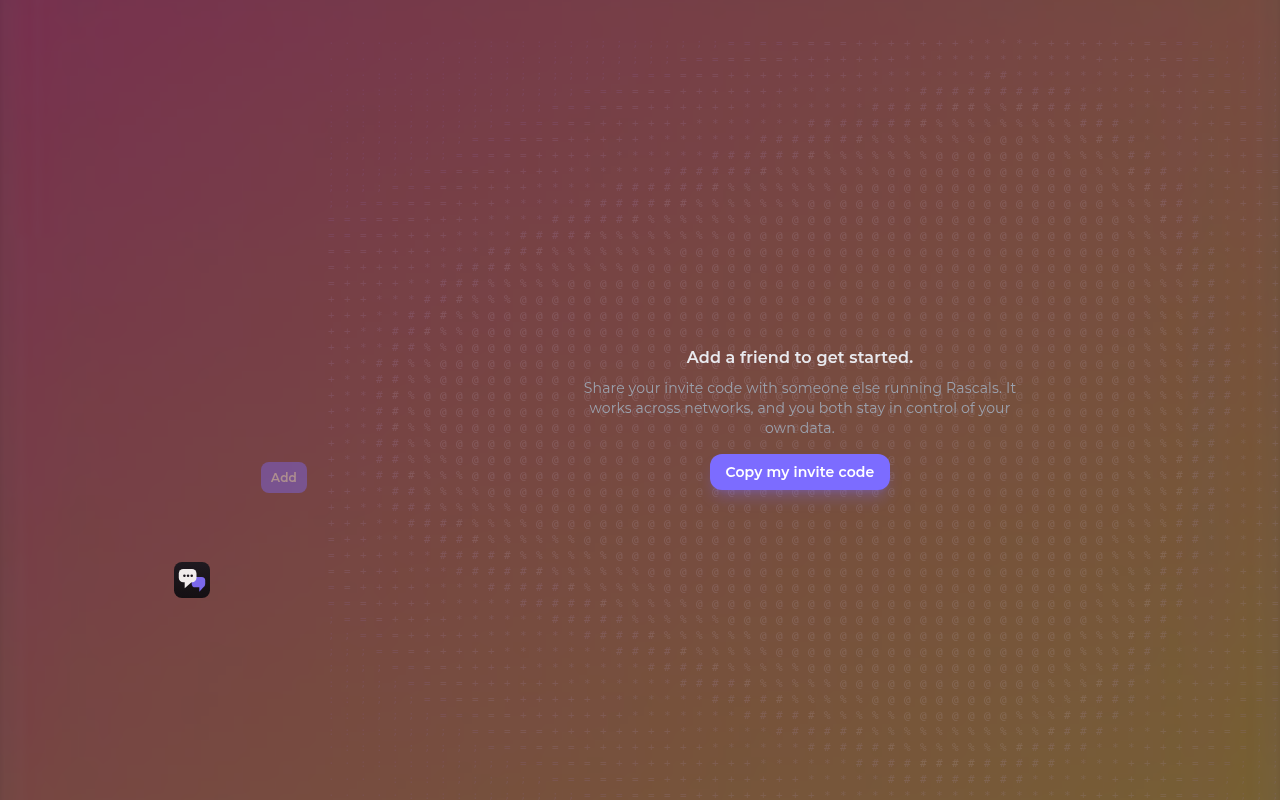 Add a friend to get started.
Share your invite code with someone else running Rascals. It
works across networks, and you both stay in control of your
own data.
Copy my invite code
Add